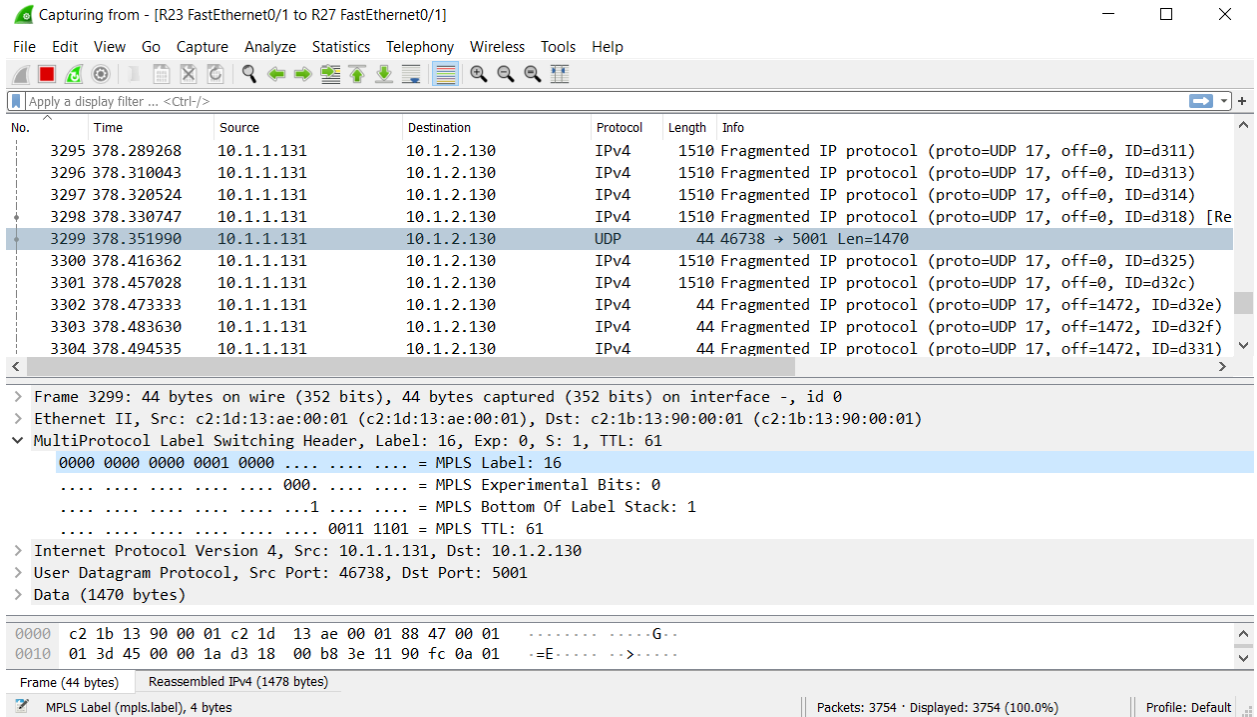 Capturing from - [R23 FastEthernet0/1 to R27 FastEthernet0/1]
File Edit View Go Capture Analyze Statistics Telephony Wireless Tools Help
Apply a display filter ... <Ctrl-/>
No. Time Source Destination Protocol Length Info
3295 378.289268 10.1.1.131 10.1.2.130 IPv4 1510 Fragmented IP protocol (proto=UDP 17, off=0, ID=d311)
3296 378.310043 10.1.1.131 10.1.2.130 IPv4 1510 Fragmented IP protocol (proto=UDP 17, off=0, ID=d313)
3297 378.320524 10.1.1.131 10.1.2.130 IPv4 1510 Fragmented IP protocol (proto=UDP 17, off=0, ID=d314)
3298 378.330747 10.1.1.131 10.1.2.130 IPv4 1510 Fragmented IP protocol (proto=UDP 17, off=0, ID=d318) [Re
3299 378.351990 10.1.1.131 10.1.2.130 UDP 44 46738 → 5001 Len=1470
3300 378.416362 10.1.1.131 10.1.2.130 IPv4 1510 Fragmented IP protocol (proto=UDP 17, off=0, ID=d325)
3301 378.457028 10.1.1.131 10.1.2.130 IPv4 1510 Fragmented IP protocol (proto=UDP 17, off=0, ID=d32c)
3302 378.473333 10.1.1.131 10.1.2.130 IPv4 44 Fragmented IP protocol (proto=UDP 17, off=1472, ID=d32e)
3303 378.483630 10.1.1.131 10.1.2.130 IPv4 44 Fragmented IP protocol (proto=UDP 17, off=1472, ID=d32f)
3304 378.494535 10.1.1.131 10.1.2.130 IPv4 44 Fragmented IP protocol (proto=UDP 17, off=1472, ID=d331)
Frame 3299: 44 bytes on wire (352 bits), 44 bytes captured (352 bits) on interface -, id 0
Ethernet II, Src: c2:1d:13:ae:00:01 (c2:1d:13:ae:00:01), Dst: c2:1b:13:90:00:01 (c2:1b:13:90:00:01)
MultiProtocol Label Switching Header, Label: 16, Exp: 0, S: 1, TTL: 61
0000 0000 0000 0001 0000 .... .... .... = MPLS Label: 16
.... .... .... .... .... 000. .... .... = MPLS Experimental Bits: 0
.... .... .... .... .... ...1 .... .... = MPLS Bottom Of Label Stack: 1
.... .... .... .... .... .... 0011 1101 = MPLS TTL: 61
Internet Protocol Version 4, Src: 10.1.1.131, Dst: 10.1.2.130
User Datagram Protocol, Src Port: 46738, Dst Port: 5001
Data (1470 bytes)
0000 c2 1b 13 90 00 01 c2 1d 13 ae 00 01 88 47 00 01 ········ ·····G··
0010 01 3d 45 00 00 1a d3 18 00 b8 3e 11 90 fc 0a 01 ·=E····· ··>·····
Frame (44 bytes) Reassembled IPv4 (1478 bytes)
MPLS Label (mpls.label), 4 bytes Packets: 3754 · Displayed: 3754 (100.0%) Profile: Default